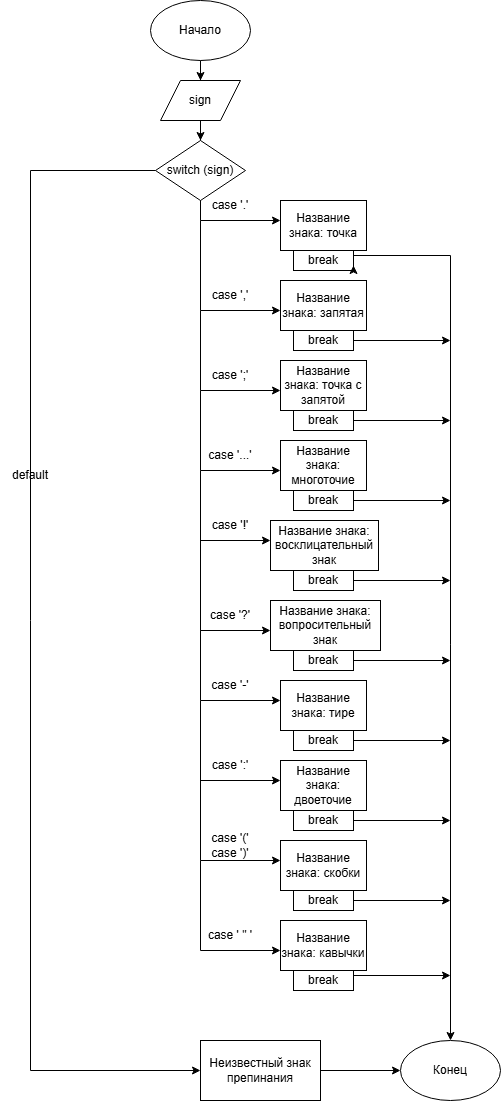 Начало
sign
switch (sign)
case '.'
Название
знака: точка
break
case ','
Название
знака: запятая
break
case ';'
Название
знака: точка с
запятой
break
case '...'
Название
знака:
многоточие
break
default
case '!'
Название знака:
восклицательный
знак
break
case '?'
Название знака:
вопросительный
знак
break
case '-'
Название
знака: тире
break
case ':'
Название
знака:
двоеточие
break
case '('
case ')'
Название
знака: скобки
break
case ' " '
Название
знака: кавычки
break
Неизвестный знак
препинания
Конец